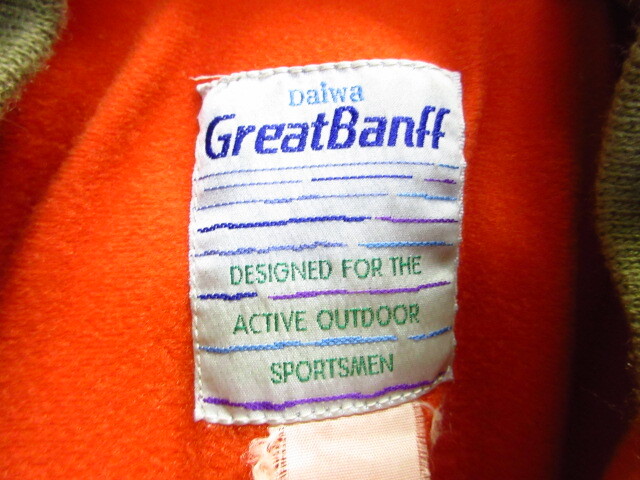 Daiwa
GreatBanff
DESIGNED FOR THE
ACTIVE OUTDOOR
SPORTSMEN